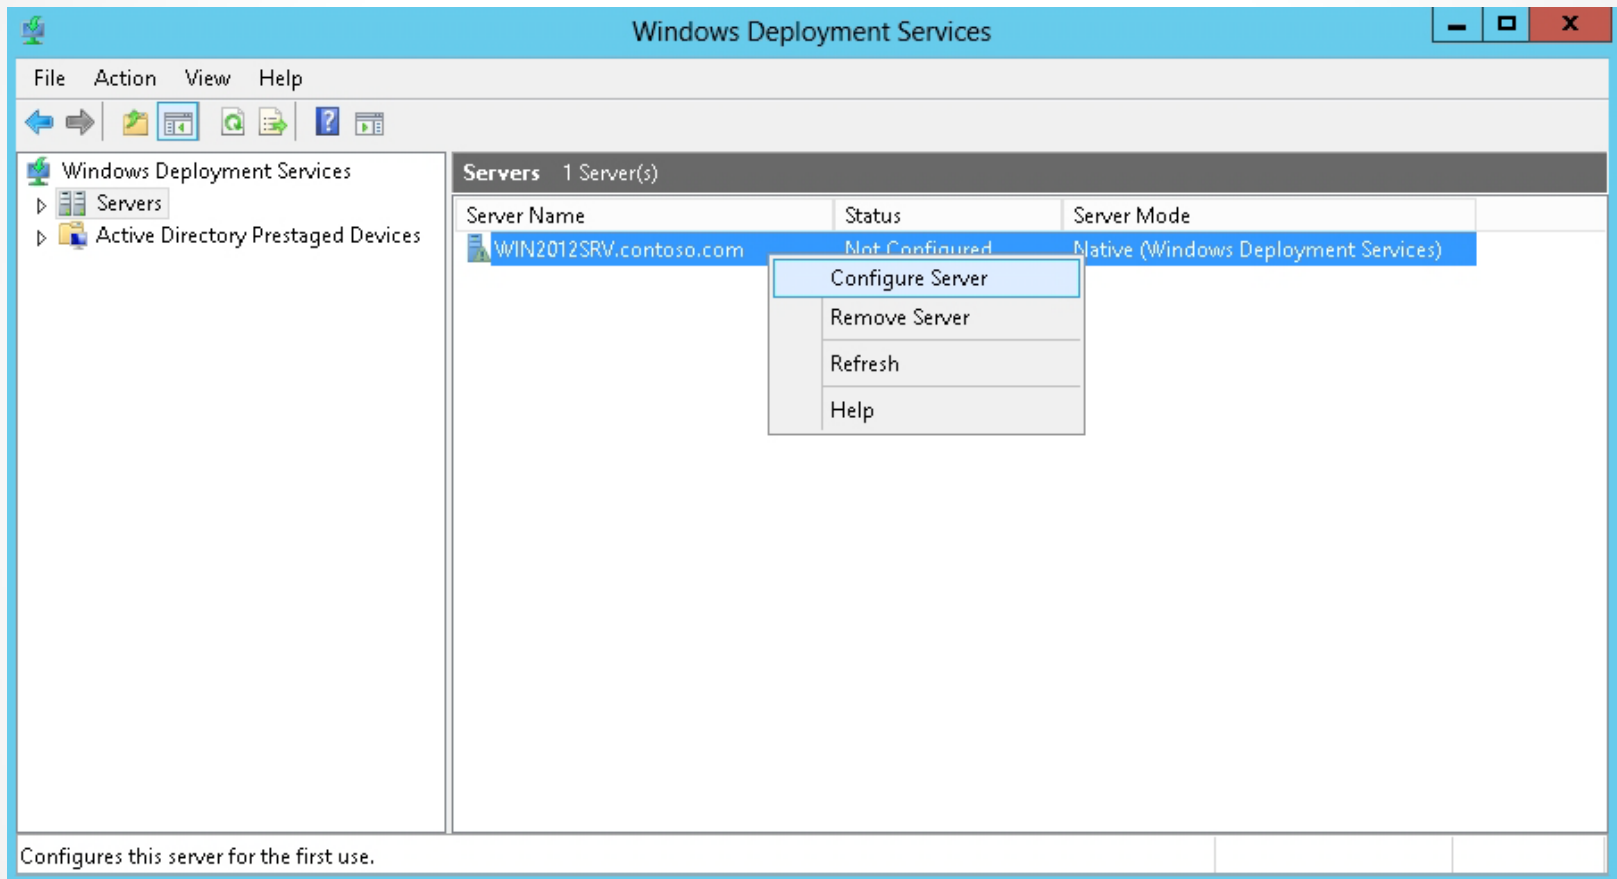 Windows Deployment Services
File Action View Help
Windows Deployment Services
Servers
Active Directory Prestaged Devices
Servers 1 Server(s)
Server Name Status Server Mode
WIN2012SRV.contoso.com Not Configured Native (Windows Deployment Services)
Configure Server
Remove Server
Refresh
Help
Configures this server for the first use.